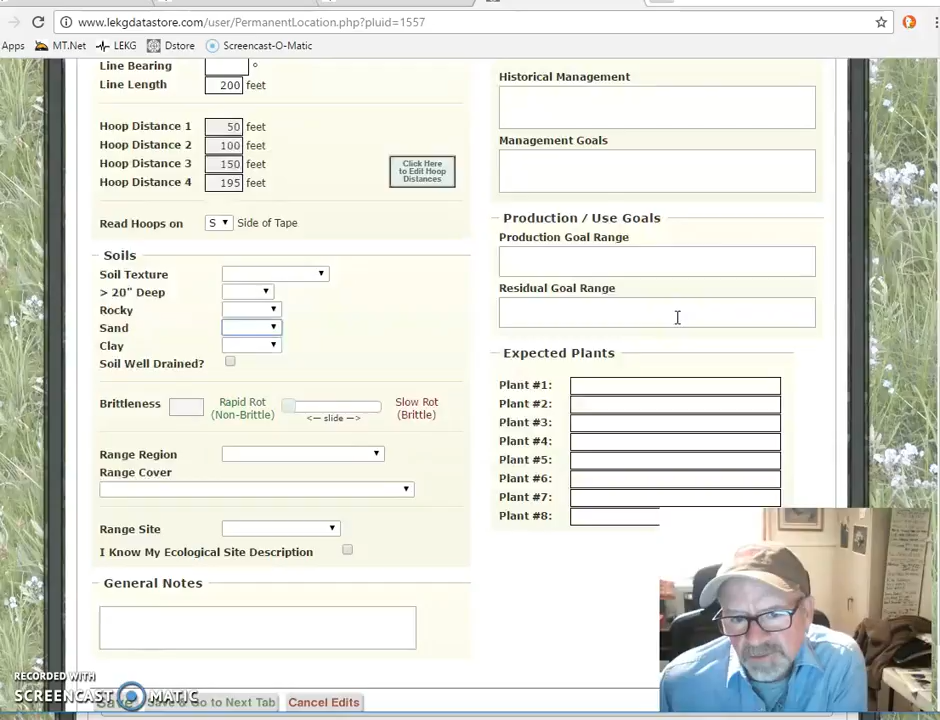 www.lekgdatastore.com/user/PermanentLocation.php?pluid=1557
Apps MT.Net LEKG Dstore Screencast-O-Matic
Line Bearing °
Line Length 200 feet
Hoop Distance 1 50 feet
Hoop Distance 2 100 feet
Hoop Distance 3 150 feet
Hoop Distance 4 195 feet
Click Here
to Edit Hoop
Distances
Read Hoops on S Side of Tape
Soils
Soil Texture
> 20" Deep
Rocky
Sand
Clay
Soil Well Drained?
Brittleness
Rapid Rot
(Non-Brittle)
<— slide —>
Slow Rot
(Brittle)
Range Region
Range Cover
Range Site
I Know My Ecological Site Description
General Notes
Historical Management
Management Goals
Production / Use Goals
Production Goal Range
Residual Goal Range
Expected Plants
Plant #1:
Plant #2:
Plant #3:
Plant #4:
Plant #5:
Plant #6:
Plant #7:
Plant #8:
RECORDED WITH
SCREENCAST MATIC
Save Save & Go to Next Tab Cancel Edits